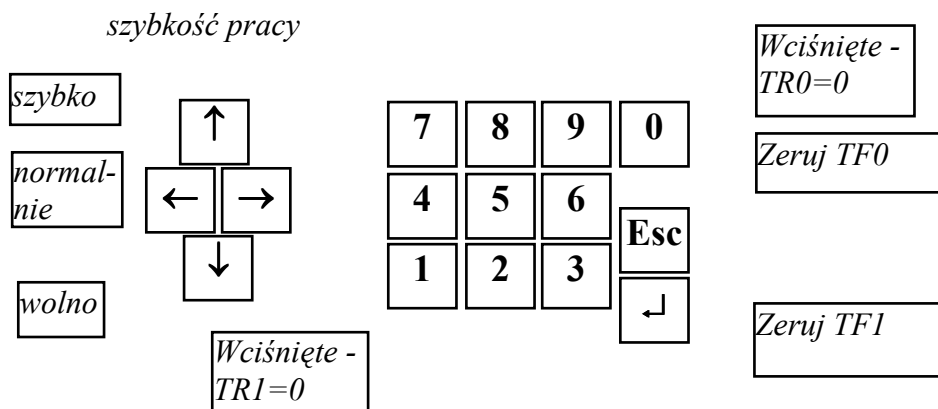 szybkość pracy
szybko
normal-
nie
wolno
↑
← →
↓
Wciśnięte -
TR1=0
7 8 9 0
4 5 6
Esc
1 2 3
↵
Wciśnięte -
TR0=0
Zeruj TF0
Zeruj TF1